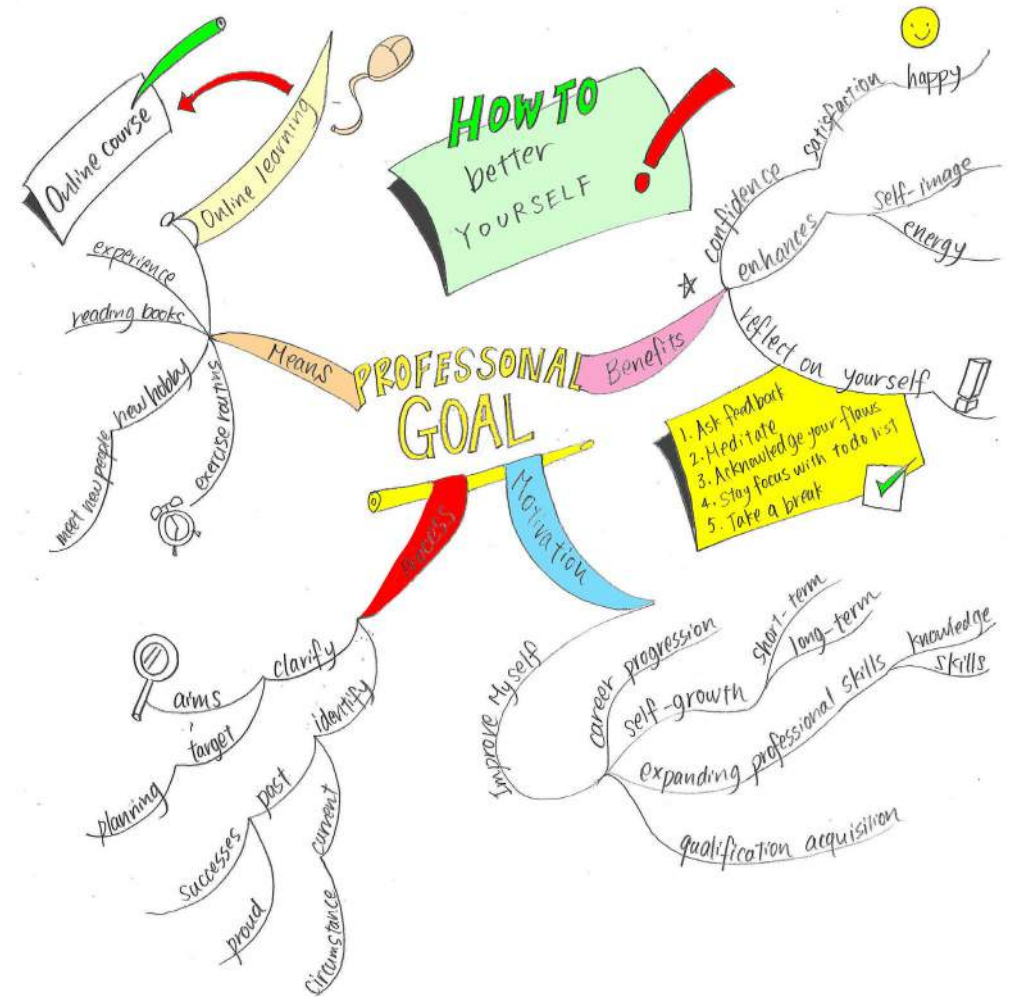 HOW TO
better
YOURSELF
PROFESSONAL
GOAL
Means
Online learning
Online course
experience
reading books
new hobby
meet new people
exercise routine
Benefits
confidence
satisfaction
happy
enhances
self-image
energy
reflect on yourself
1. Ask feedback
2. Meditate
3. Acknowledge your flaws
4. Stay focus with todo list
5. Take a break
Process
clarify
aims
target
planning
identify
past
successes
proud
current
circumstance
Motivation
Improve Myself
career progression
self-growth
short-term
long-term
expanding professional skills
knowledge
skills
qualification acquisition